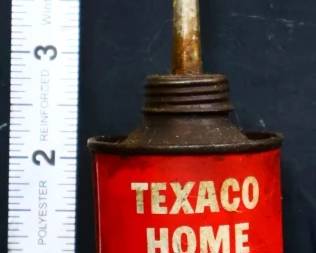 3
REINFORCED
2
POLYESTER
TEXACO
HOME